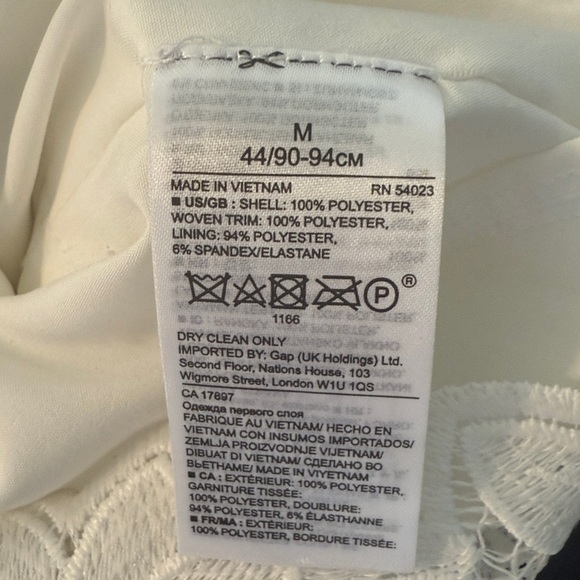 M
44/90-94CM
MADE IN VIETNAM RN 54023
■ US/GB : SHELL: 100% POLYESTER,
WOVEN TRIM: 100% POLYESTER,
LINING: 94% POLYESTER,
6% SPANDEX/ELASTANE
P ®
1166
DRY CLEAN ONLY
IMPORTED BY: Gap (UK Holdings) Ltd.
Second Floor, Nations House, 103
Wigmore Street, London W1U 1QS
CA 17897
Одежда первого слоя
FABRIQUE AU VIETNAM/ HECHO EN
VIETNAM CON INSUMOS IMPORTADOS/
ZEMLJA PROIZVODNJE VIJETNAM/
DIBUAT DI VIETNAM/ СДЕЛАНО ВО
ВЬЕТНАМЕ/ MADE IN VIYETNAM
■ CA : EXTÉRIEUR: 100% POLYESTER,
GARNITURE TISSÉE:
100% POLYESTER, DOUBLURE:
94% POLYESTER, 6% ÉLASTHANNE
■ FR/MA : EXTÉRIEUR:
100% POLYESTER, BORDURE TISSÉE: